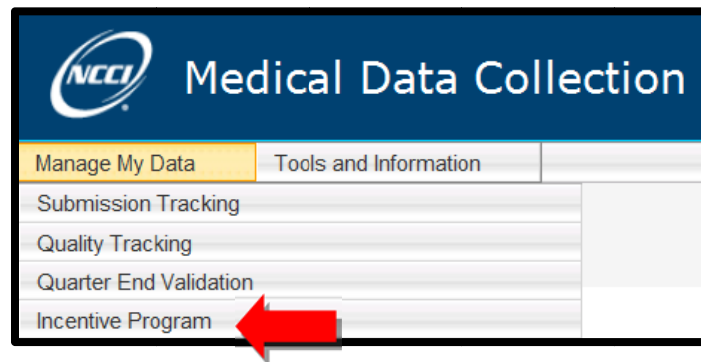 NCCI Medical Data Collection
Manage My Data Tools and Information
Submission Tracking
Quality Tracking
Quarter End Validation
Incentive Program